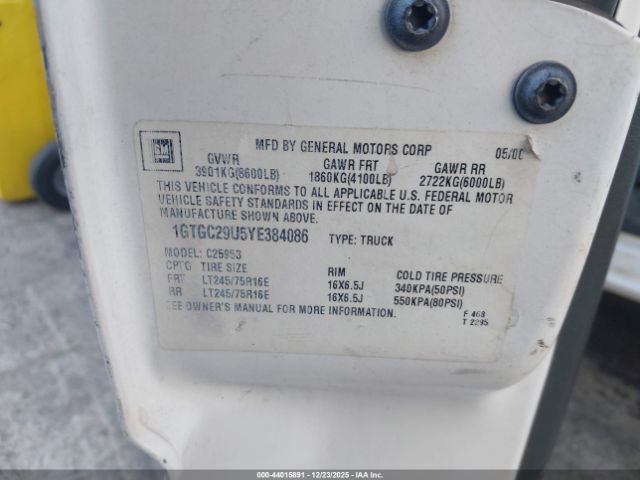 GM
MFD BY GENERAL MOTORS CORP 05/00
GVWR GAWR FRT GAWR RR
3901KG(8600LB) 1860KG(4100LB) 2722KG(6000LB)
THIS VEHICLE CONFORMS TO ALL APPLICABLE U.S. FEDERAL MOTOR
VEHICLE SAFETY STANDARDS IN EFFECT ON THE DATE OF
MANUFACTURE SHOWN ABOVE.
1GTGC29U5YE384086 TYPE: TRUCK
MODEL: C25953
TIRE SIZE RIM COLD TIRE PRESSURE
FRT LT245/75R16E 16X6.5J 340KPA(50PSI)
RR LT245/75R16E 16X6.5J 550KPA(80PSI)
SEE OWNER'S MANUAL FOR MORE INFORMATION.
F 463
T 2295
000-44015891 - 12/23/2025 - IAAI.COM